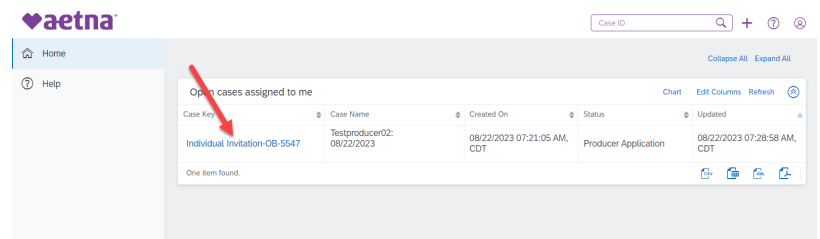 aetna™
Case ID
Home
Help
Collapse All Expand All
Open cases assigned to me
Chart Edit Columns Refresh
Case Key Case Name Created On Status Updated
Individual Invitation-OB-5547
Testproducer02:
08/22/2023
08/22/2023 07:21:05 AM,
CDT
Producer Application
08/22/2023 07:28:58 AM,
CDT
One item found.
CSV XML